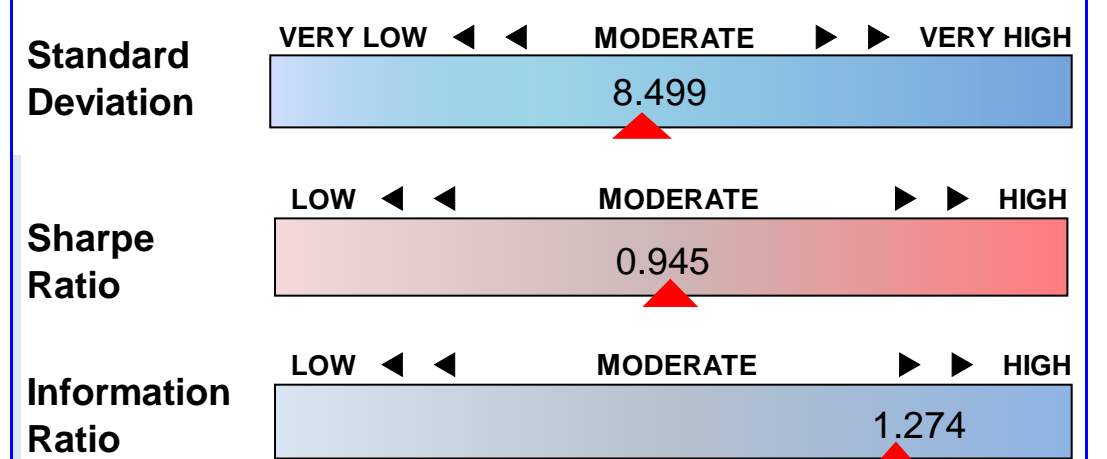 VERY LOW ◄ ◄ MODERATE ► ► VERY HIGH
Standard
Deviation
8.499
LOW ◄ ◄ MODERATE ► ► HIGH
Sharpe
Ratio
0.945
LOW ◄ ◄ MODERATE ► ► HIGH
Information
Ratio
1.274